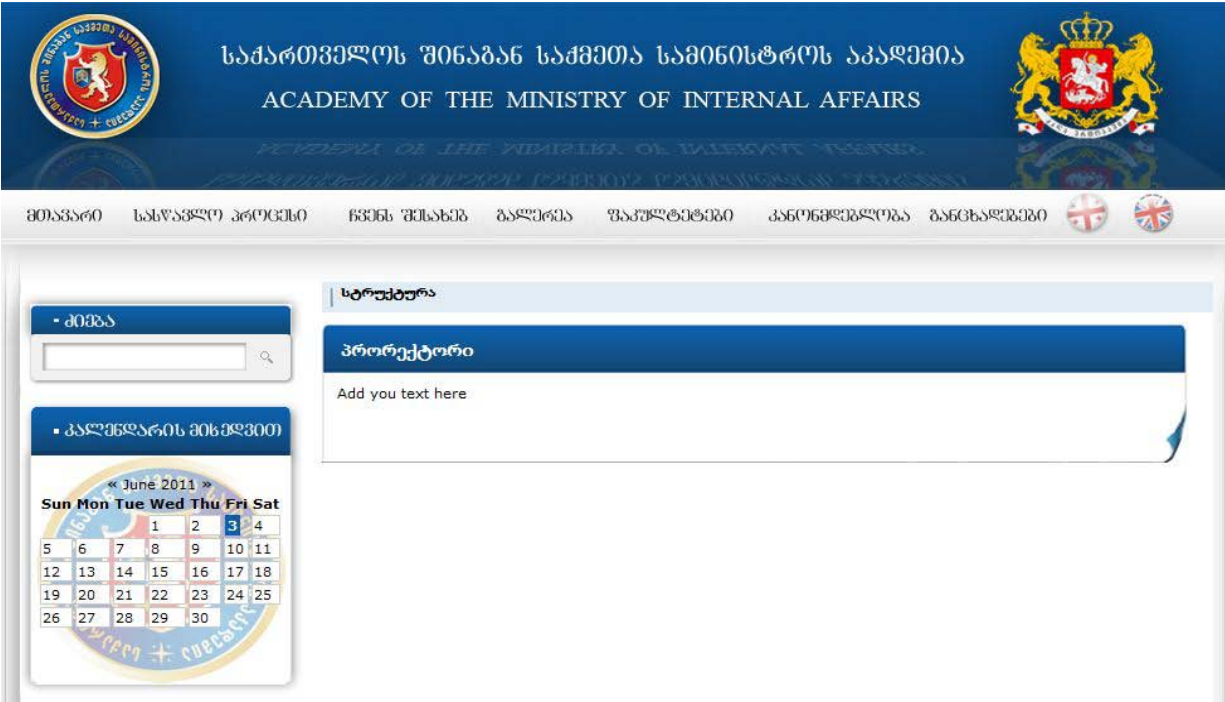 საქართველოს შინაგან საქმეთა სამინისტროს აკადემია
ACADEMY OF THE MINISTRY OF INTERNAL AFFAIRS
მთავარი სასწავლო პროცესი ჩვენს შესახებ გალერეა ფაკულტეტები კანონმდებლობა განცხადებები
სტრუქტურა
ძიება
პრორექტორი
Add you text here
კალენდარის მიხედვით
« June 2011 »
Sun Mon Tue Wed Thu Fri Sat
1 2 3 4
5 6 7 8 9 10 11
12 13 14 15 16 17 18
19 20 21 22 23 24 25
26 27 28 29 30